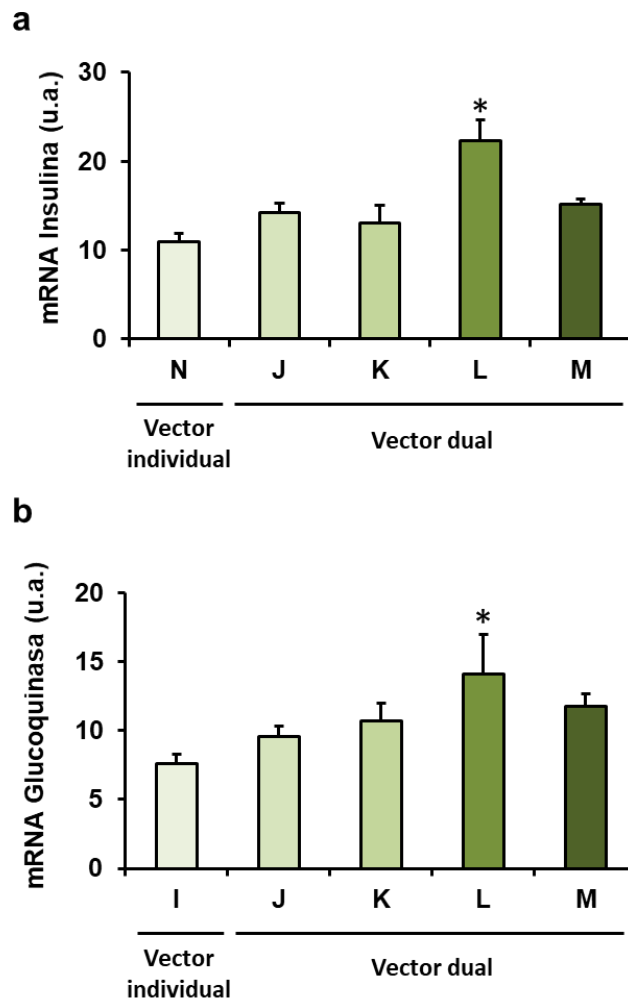 a
mRNA Insulina (u.a.)
30
20
10
0
*
N J K L M
Vector individual
Vector dual
b
mRNA Glucoquinasa (u.a.)
20
15
10
5
0
*
I J K L M
Vector individual
Vector dual